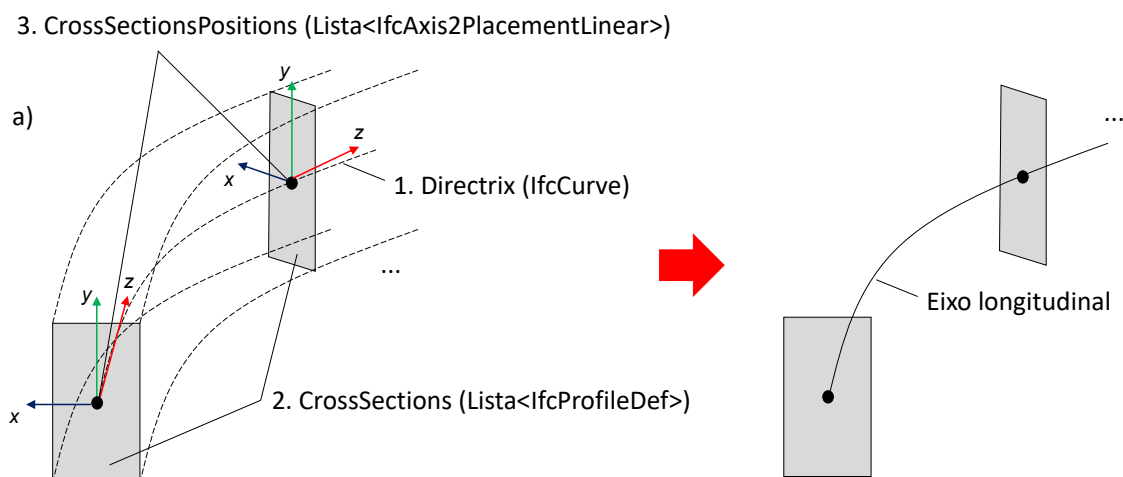 3. CrossSectionsPositions (Lista<IfcAxis2PlacementLinear>)
a)
y
z
x
1. Directrix (IfcCurve)
...
y
z
x
2. CrossSections (Lista<IfcProfileDef>)
...
Eixo longitudinal